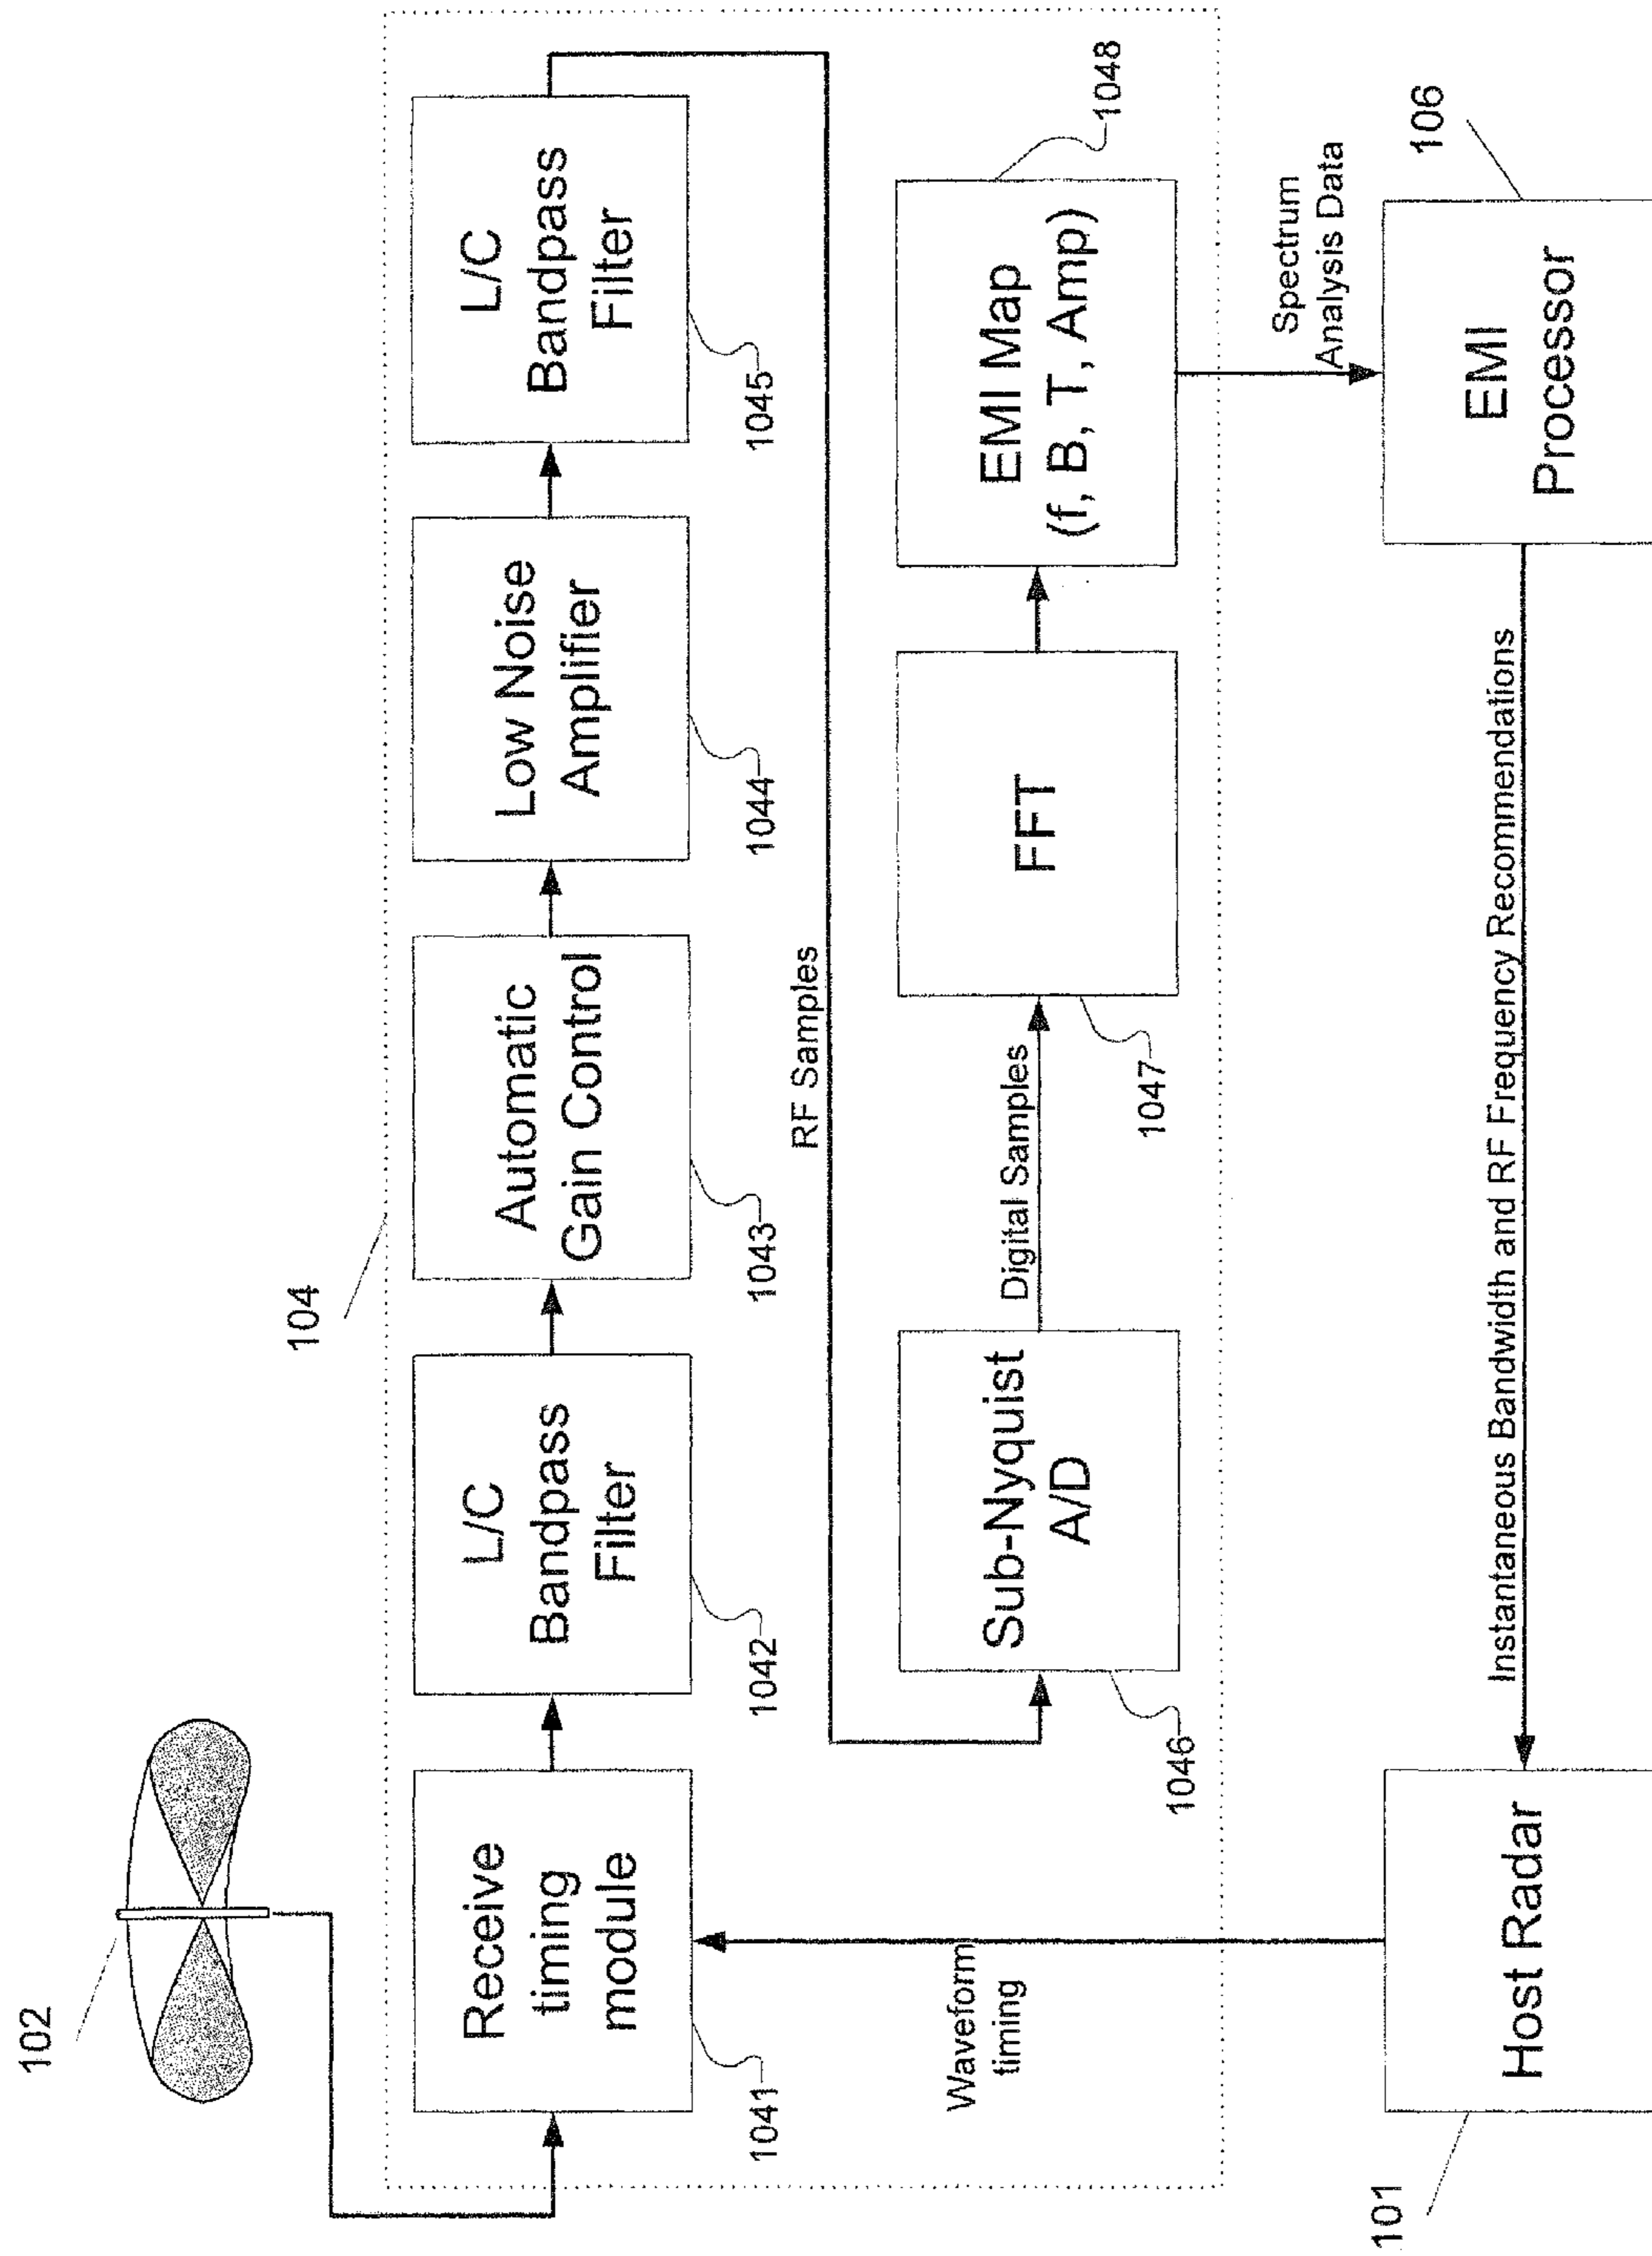 102
104
Receive
timing
module
1041
L/C
Bandpass
Filter
1042
Automatic
Gain Control
1043
Low Noise
Amplifier
1044
L/C
Bandpass
Filter
1045
RF Samples
Sub-Nyquist
A/D
1046
Digital Samples
FFT
1047
EMI Map
(f, B, T, Amp)
1048
Waveform
timing
Spectrum
Analysis Data
Host Radar
101
Instantaneous Bandwidth and RF Frequency Recommendations
EMI
Processor
106